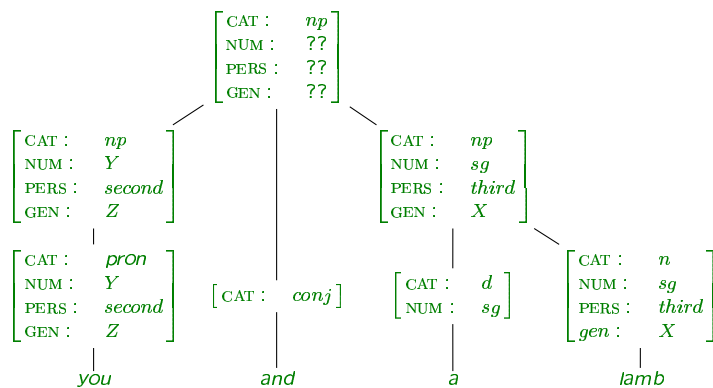 CAT : np
NUM : ??
PERS : ??
GEN : ??
CAT : np
NUM : Y
PERS : second
GEN : Z
CAT : np
NUM : sg
PERS : third
GEN : X
CAT : pron
NUM : Y
PERS : second
GEN : Z
CAT : conj
CAT : d
NUM : sg
CAT : n
NUM : sg
PERS : third
gen : X
you and a lamb